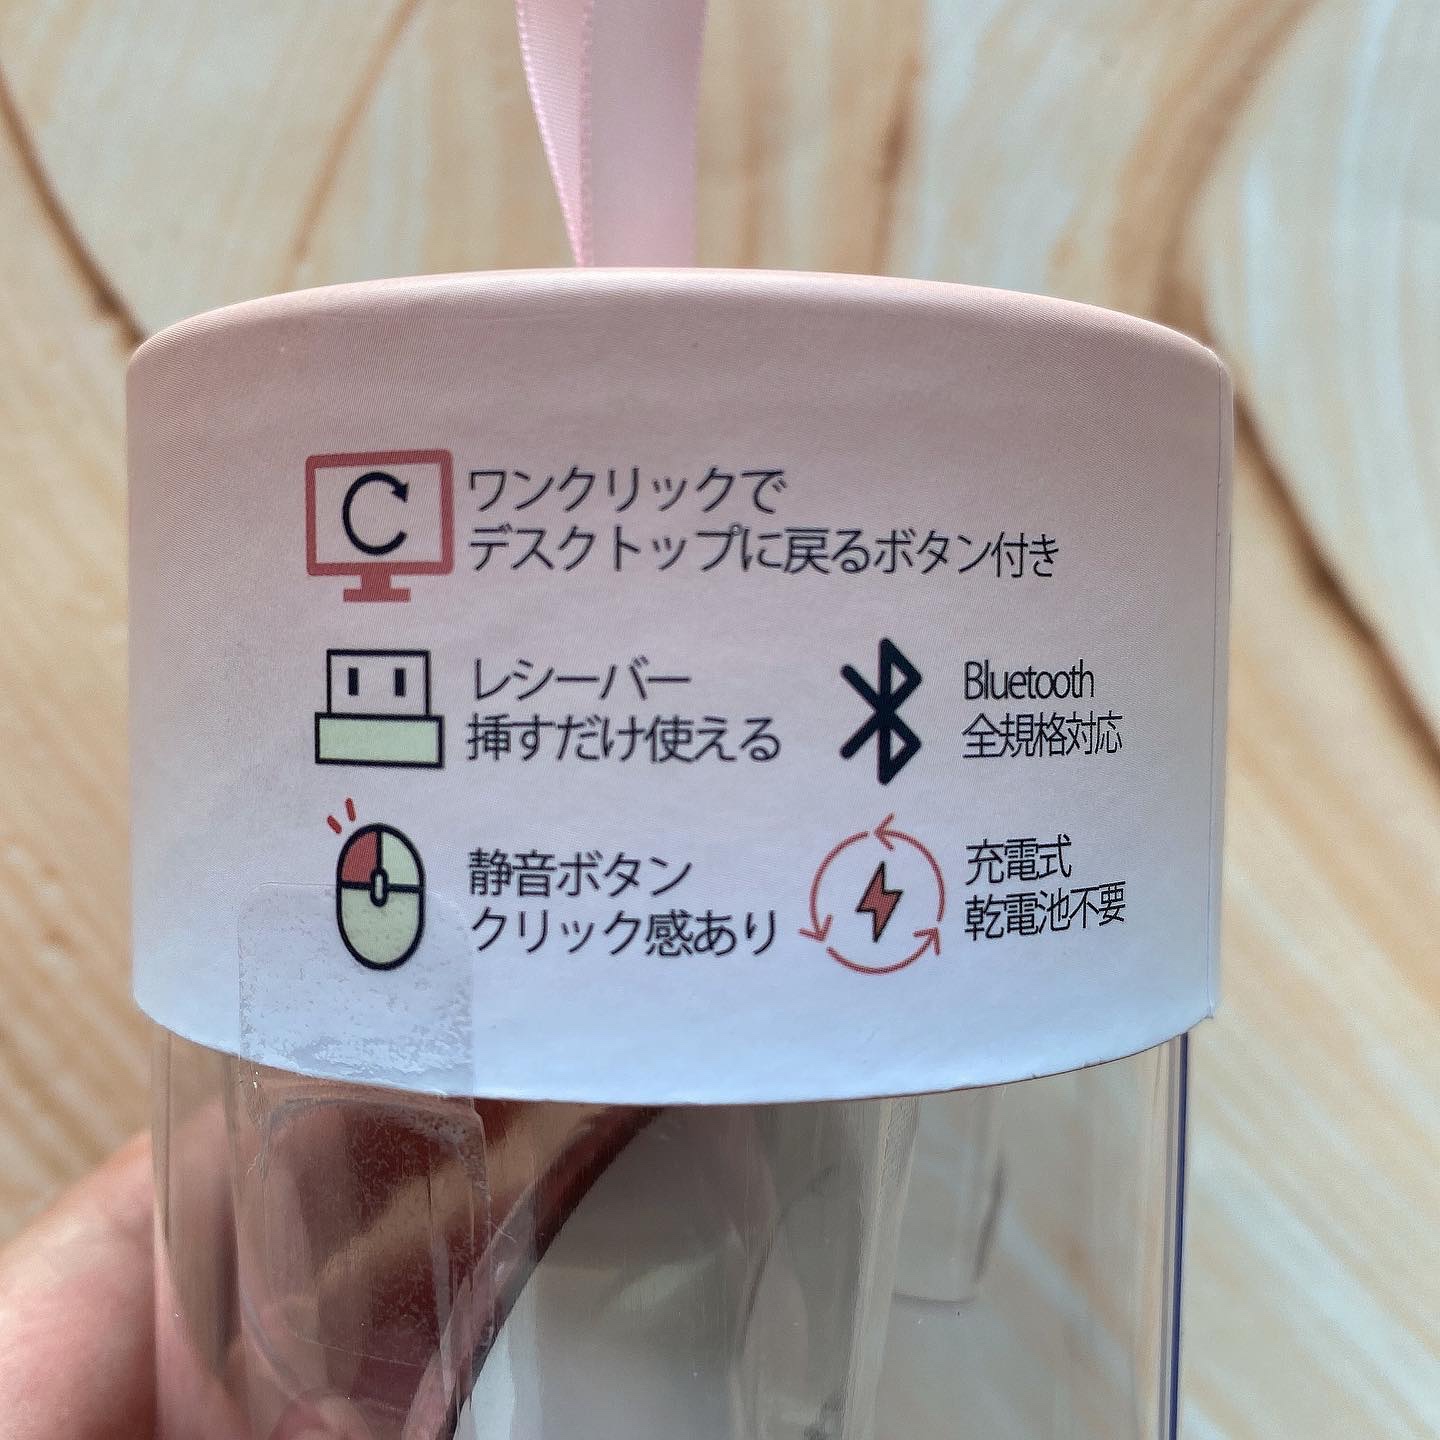 ワンクリックで
デスクトップに戻るボタン付き
レシーバー
挿すだけ使える
Bluetooth
全規格対応
静音ボタン
クリック感あり
充電式
乾電池不要